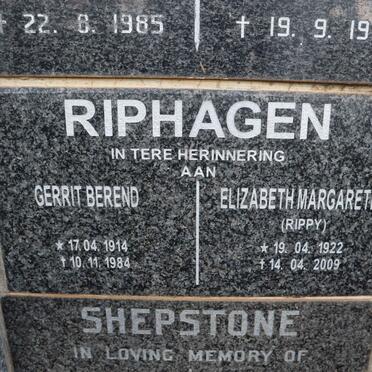 † 22. 8. 1985
† 19. 9. 19
RIPHAGEN
IN TERE HERINNERING
AAN
GERRIT BEREND
★ 17. 04. 1914
† 10. 11. 1984
ELIZABETH MARGARET
(RIPPY)
★ 19. 04. 1922
† 14. 04. 2009
SHEPSTONE
IN LOVING MEMORY OF